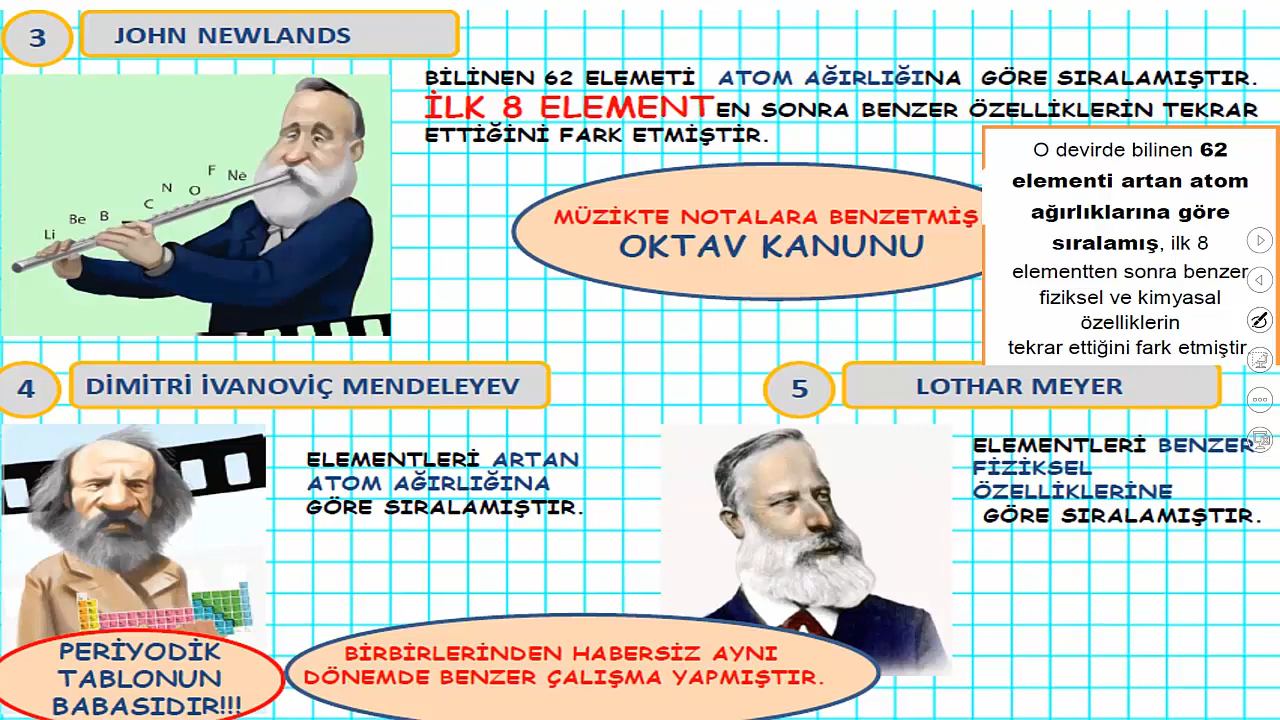 3
JOHN NEWLANDS
BİLİNEN 62 ELEMETİ ATOM AĞIRLIĞINA GÖRE SIRALAMIŞTIR.
İLK 8 ELEMENTEN SONRA BENZER ÖZELLİKLERİN TEKRAR
ETTİĞİNİ FARK ETMİŞTİR.
Li Be B C N O F Ne
MÜZİKTE NOTALARA BENZETMİŞ
OKTAV KANUNU
O devirde bilinen 62
elementi artan atom
ağırlıklarına göre
sıralamış, ilk 8
elementten sonra benzer
fiziksel ve kimyasal
özelliklerin
tekrar ettiğini fark etmiştir.
4
DİMİTRİ İVANOVİÇ MENDELEYEV
ELEMENTLERİ ARTAN
ATOM AĞIRLIĞINA
GÖRE SIRALAMIŞTIR.
PERİYODİK
TABLONUN
BABASIDIR!!!
5
LOTHAR MEYER
ELEMENTLERİ BENZER
FİZİKSEL
ÖZELLİKLERİNE
GÖRE SIRALAMIŞTIR.
BİRBİRLERİNDEN HABERSİZ AYNI
DÖNEMDE BENZER ÇALIŞMA YAPMIŞTIR.